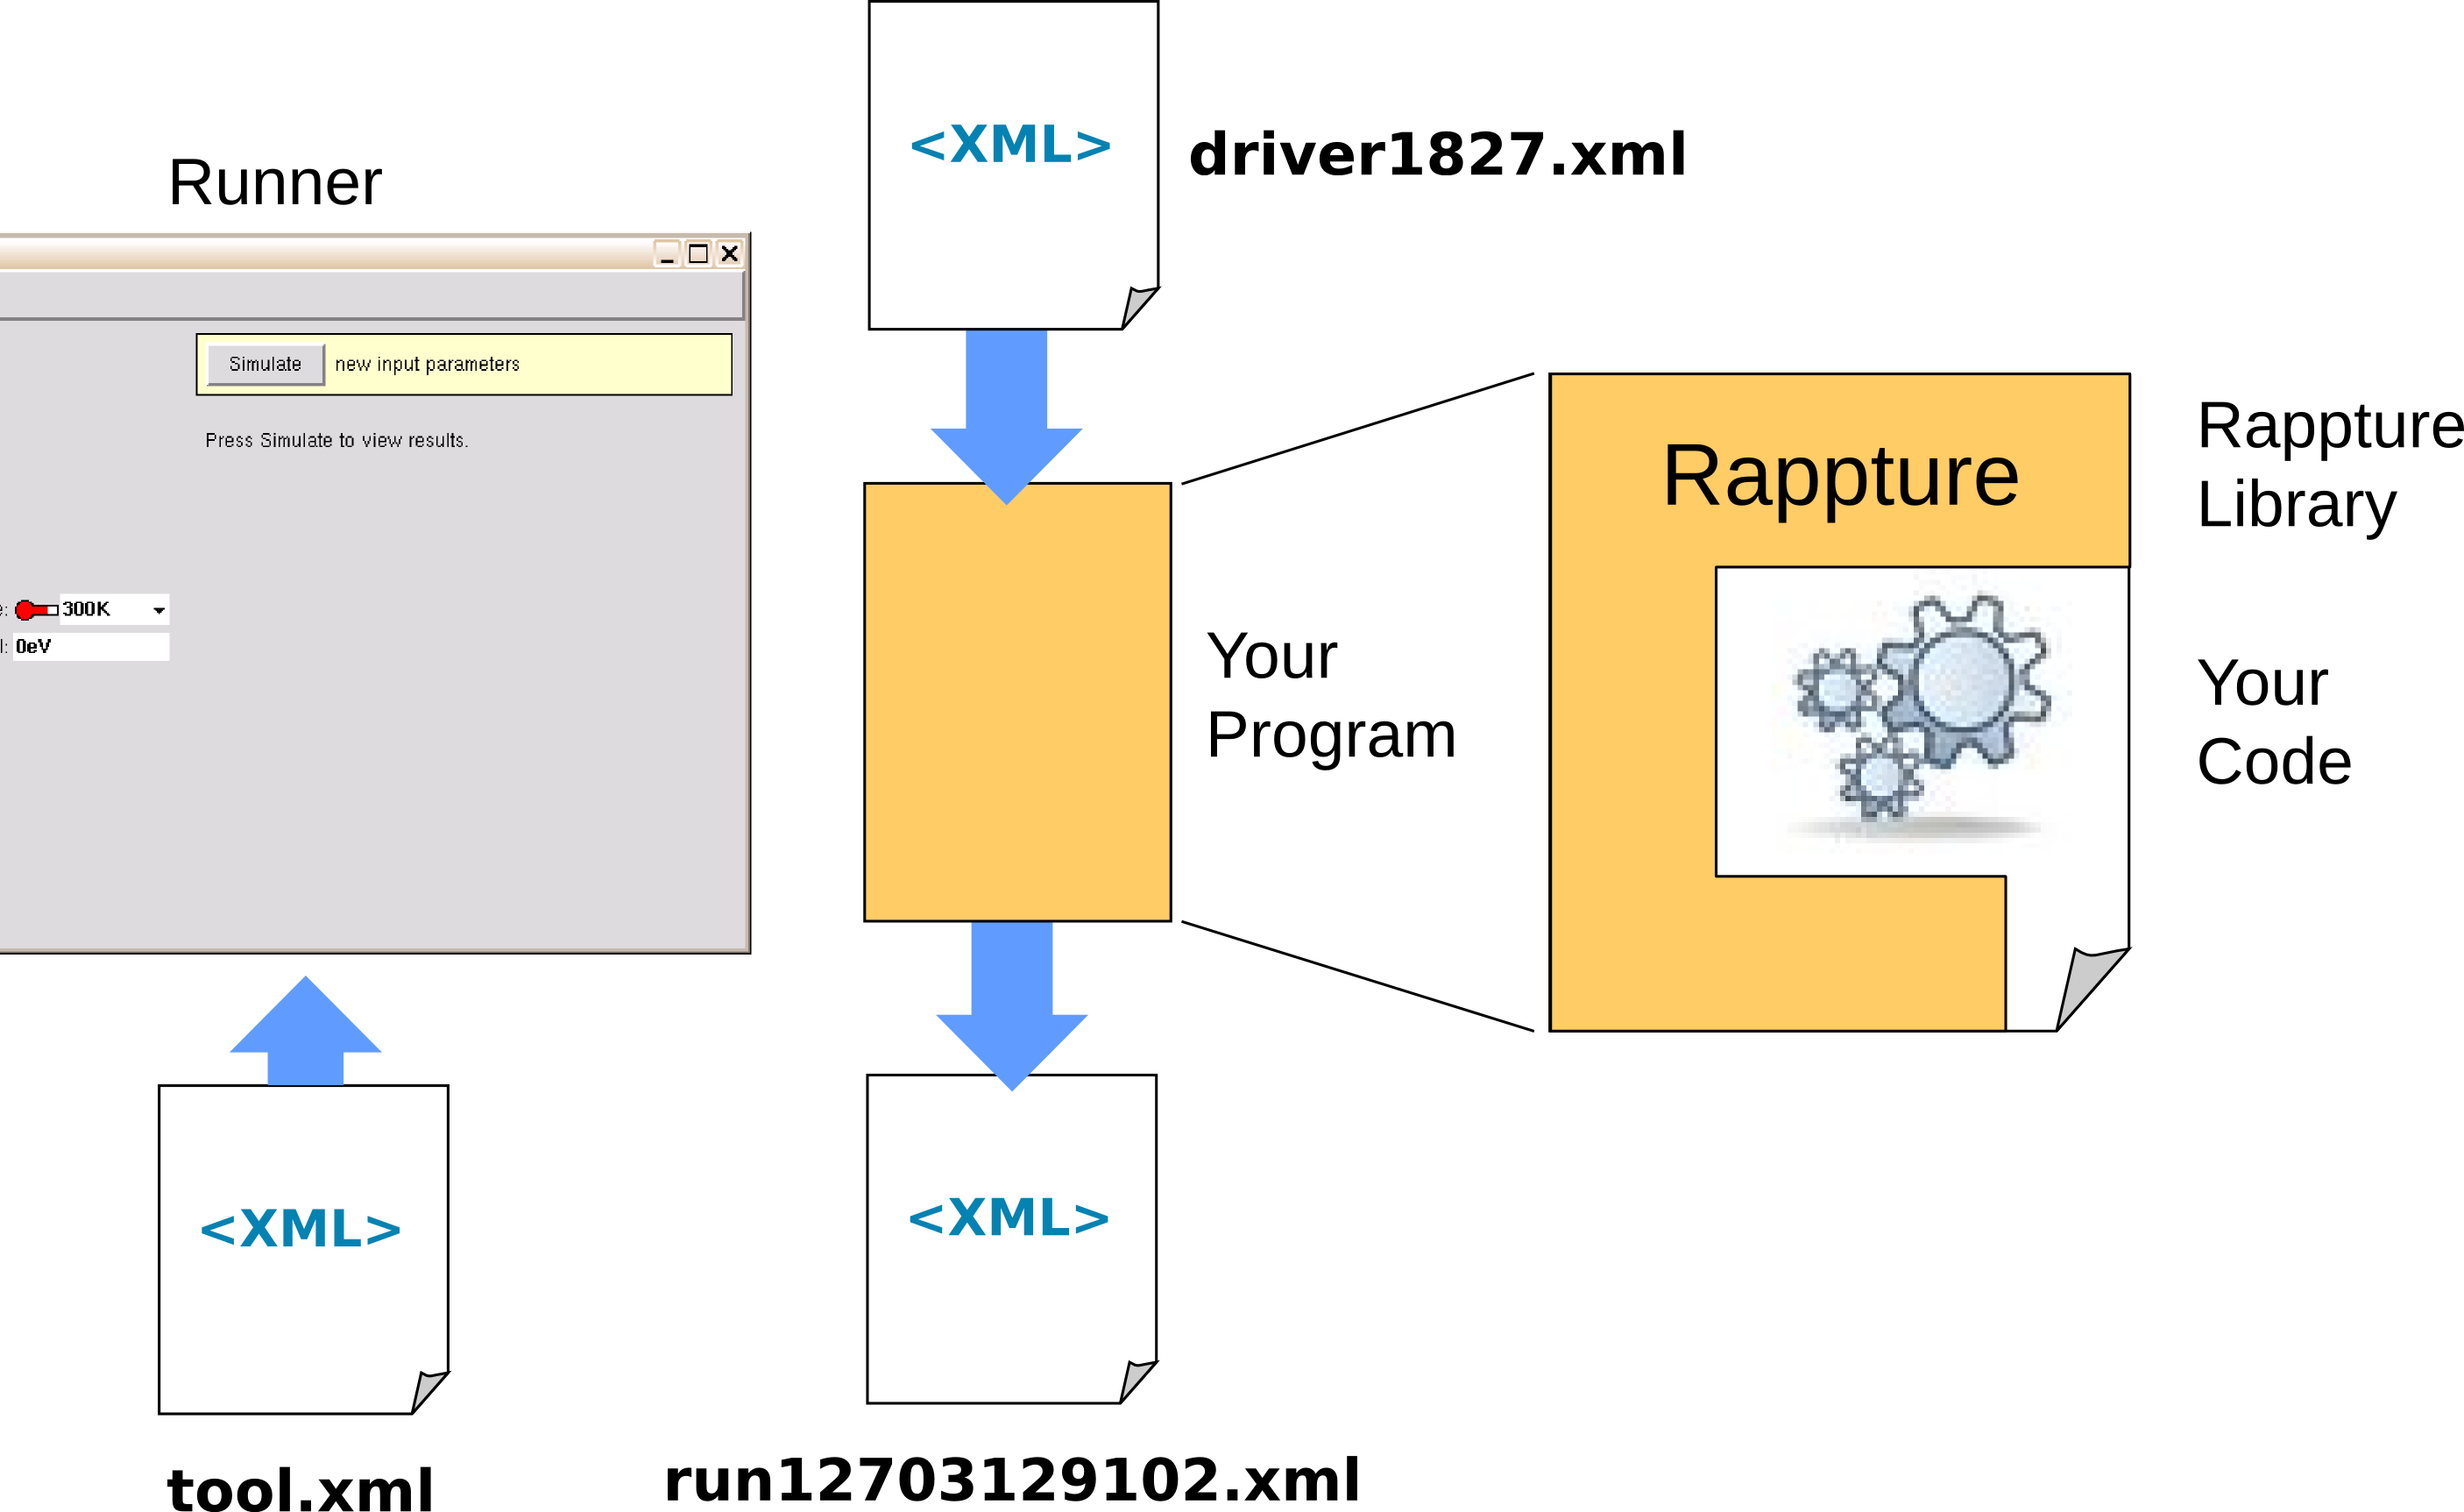 <XML>
driver1827.xml
Runner
Simulate new input parameters
Press Simulate to view results.
e: 300K
l: 0eV
Your
Program
Rappture
Rappture
Library
Your
Code
<XML>
tool.xml
<XML>
run12703129102.xml